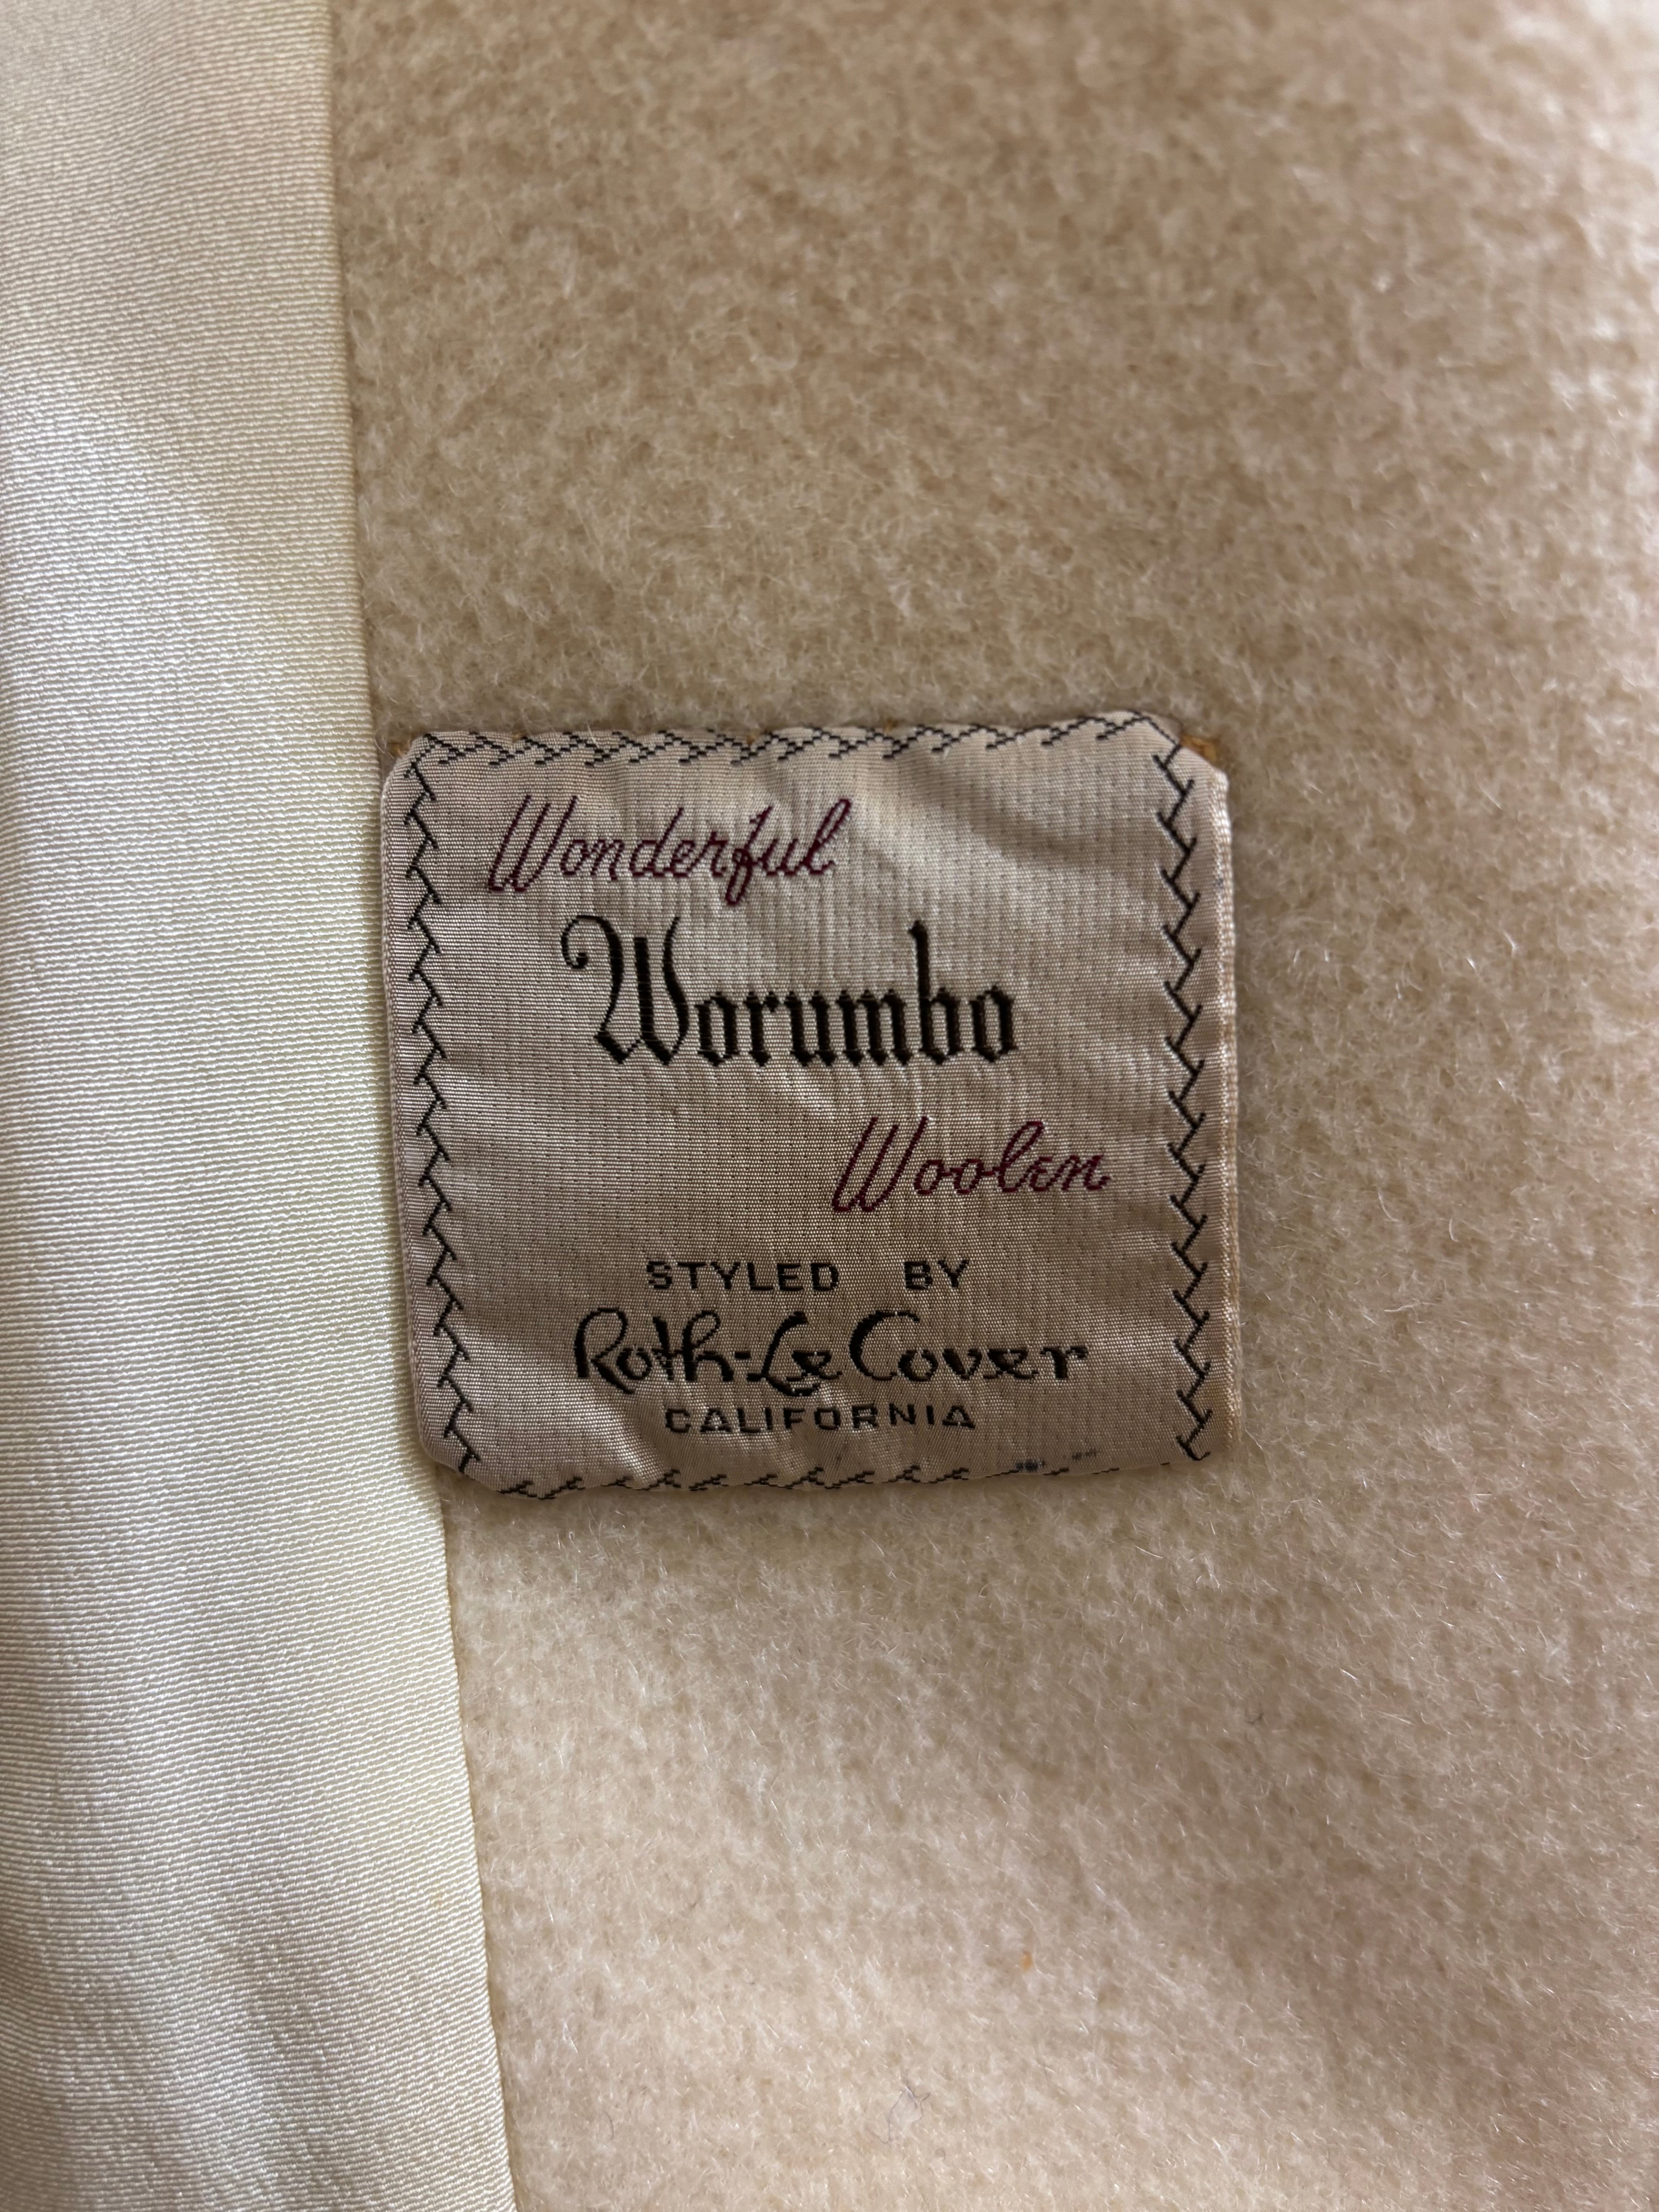 Wonderful
Worumbo
Woolen
STYLED BY
Roth-Le Cover
CALIFORNIA